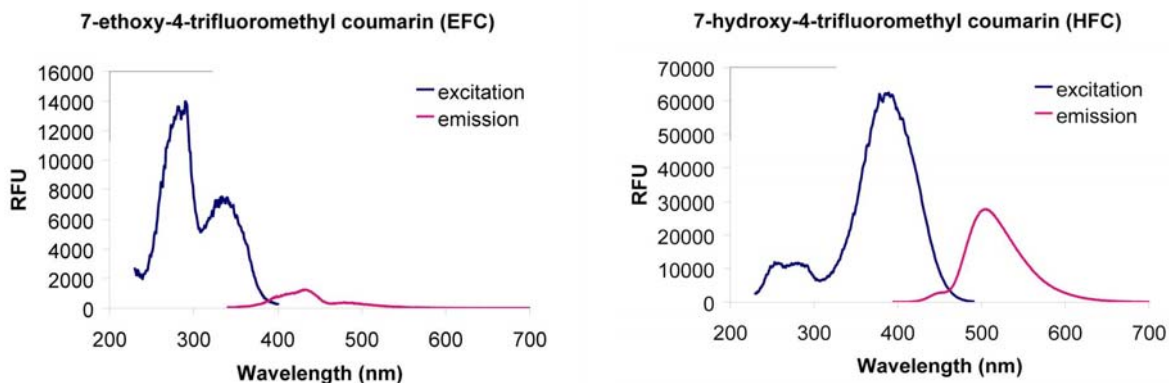 7-ethoxy-4-trifluoromethyl coumarin (EFC)
16000
14000
12000
10000
8000
6000
4000
2000
0
RFU
excitation
emission
200 300 400 500 600 700
Wavelength (nm)
7-hydroxy-4-trifluoromethyl coumarin (HFC)
70000
60000
50000
40000
30000
20000
10000
0
RFU
excitation
emission
200 300 400 500 600 700
Wavelength (nm)